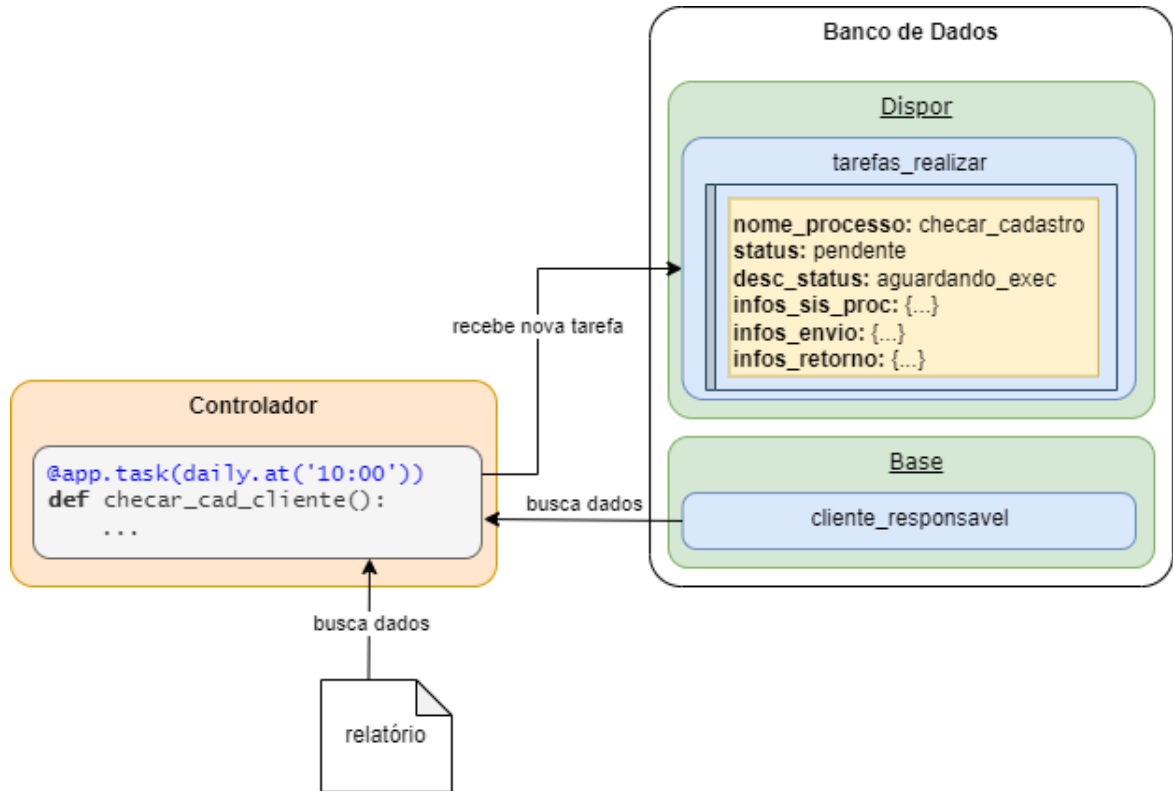 Banco de Dados
Dispor
tarefas_realizar
nome_processo: checar_cadastro
status: pendente
desc_status: aguardando_exec
infos_sis_proc: {...}
infos_envio: {...}
infos_retorno: {...}
recebe nova tarefa
Controlador
@app.task(daily.at('10:00'))
def checar_cad_cliente():
...
Base
cliente_responsavel
busca dados
busca dados
relatório